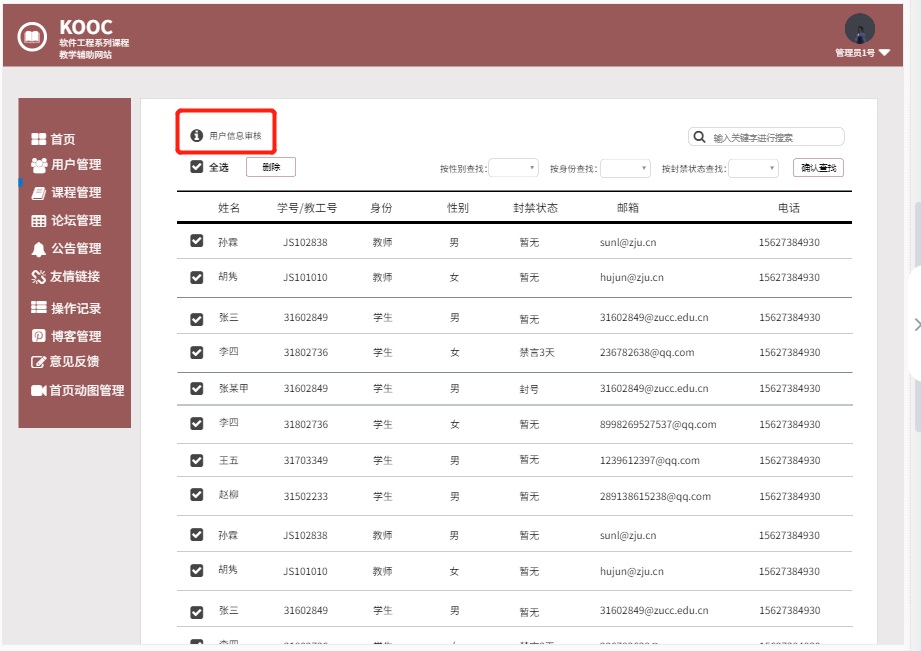 KOOC
软件工程系列课程
教学辅助网站
管理员1号
首页
用户管理
课程管理
论坛管理
公告管理
友情链接
操作记录
博客管理
意见反馈
首页动图管理
用户信息审核
输入关键字进行搜索
全选 删除 按性别查找: 按身份查找: 按封禁状态查找: 确认查找
姓名 学号/教工号 身份 性别 封禁状态 邮箱 电话
孙霖 JS102838 教师 男 暂无 sunl@zju.cn 15627384930
胡隽 JS101010 教师 女 暂无 hujun@zju.cn 15627384930
张三 31602849 学生 男 暂无 31602849@zucc.edu.cn 15627384930
李四 31802736 学生 女 禁言3天 236782638@qq.com 15627384930
张某甲 31602849 学生 男 封号 31602849@zucc.edu.cn 15627384930
李四 31802736 学生 女 暂无 8998269527537@qq.com 15627384930
王五 31703349 学生 男 暂无 1239612397@qq.com 15627384930
赵柳 31502233 学生 男 暂无 289138615238@qq.com 15627384930
孙霖 JS102838 教师 男 暂无 sunl@zju.cn 15627384930
胡隽 JS101010 教师 女 暂无 hujun@zju.cn 15627384930
张三 31602849 学生 男 暂无 31602849@zucc.edu.cn 15627384930